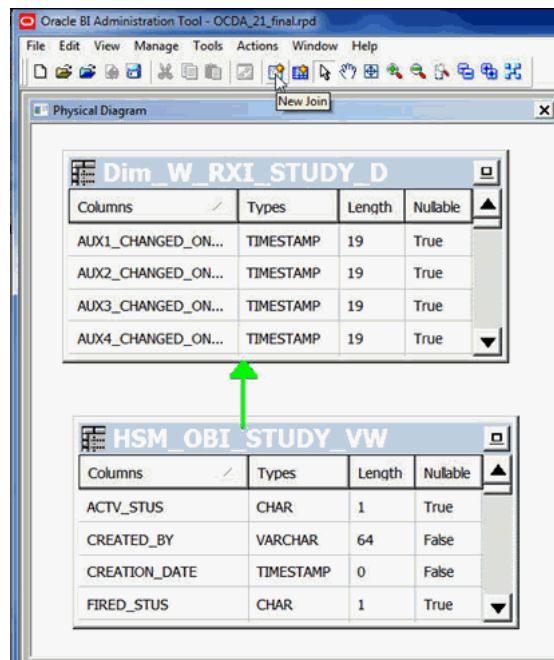 Oracle BI Administration Tool - OCDA_21_final.rpd
File Edit View Manage Tools Actions Window Help
New Join
Physical Diagram
Dim_W_RXI_STUDY_D
Columns Types Length Nullable
AUX1_CHANGED_ON... TIMESTAMP 19 True
AUX2_CHANGED_ON... TIMESTAMP 19 True
AUX3_CHANGED_ON... TIMESTAMP 19 True
AUX4_CHANGED_ON... TIMESTAMP 19 True
HSM_OBI_STUDY_VW
Columns Types Length Nullable
ACTV_STUS CHAR 1 True
CREATED_BY VARCHAR 64 False
CREATION_DATE TIMESTAMP 0 False
FIRED_STUS CHAR 1 True